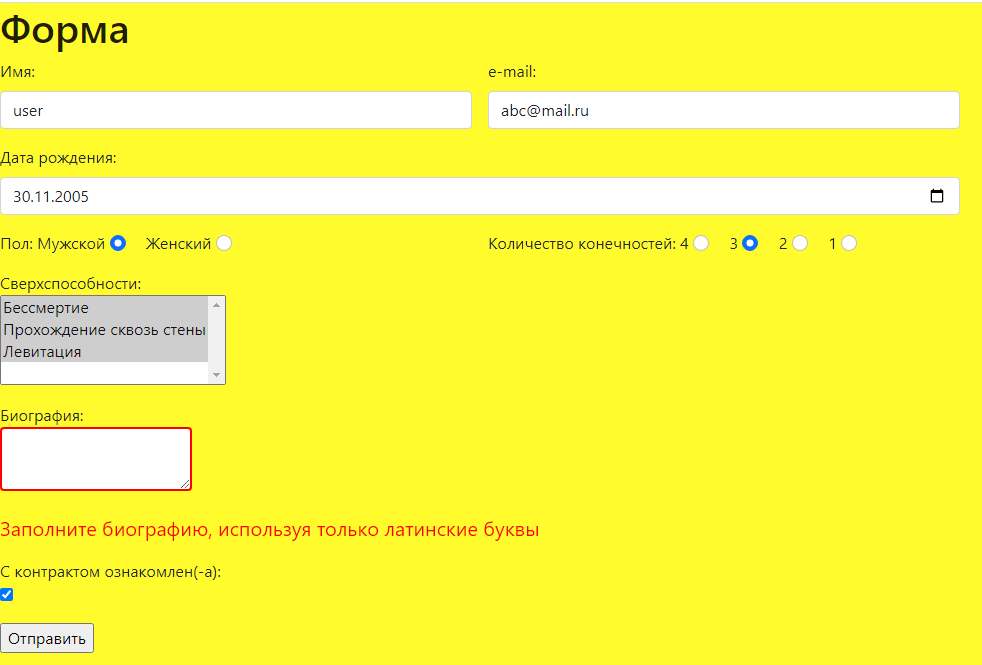 Форма
Имя: e-mail:
user abc@mail.ru
Дата рождения:
30.11.2005
Пол: Мужской Женский Количество конечностей: 4 3 2 1
Сверхспособности:
Бессмертие
Прохождение сквозь стены
Левитация
Биография:
Заполните биографию, используя только латинские буквы
С контрактом ознакомлен(-а):
Отправить